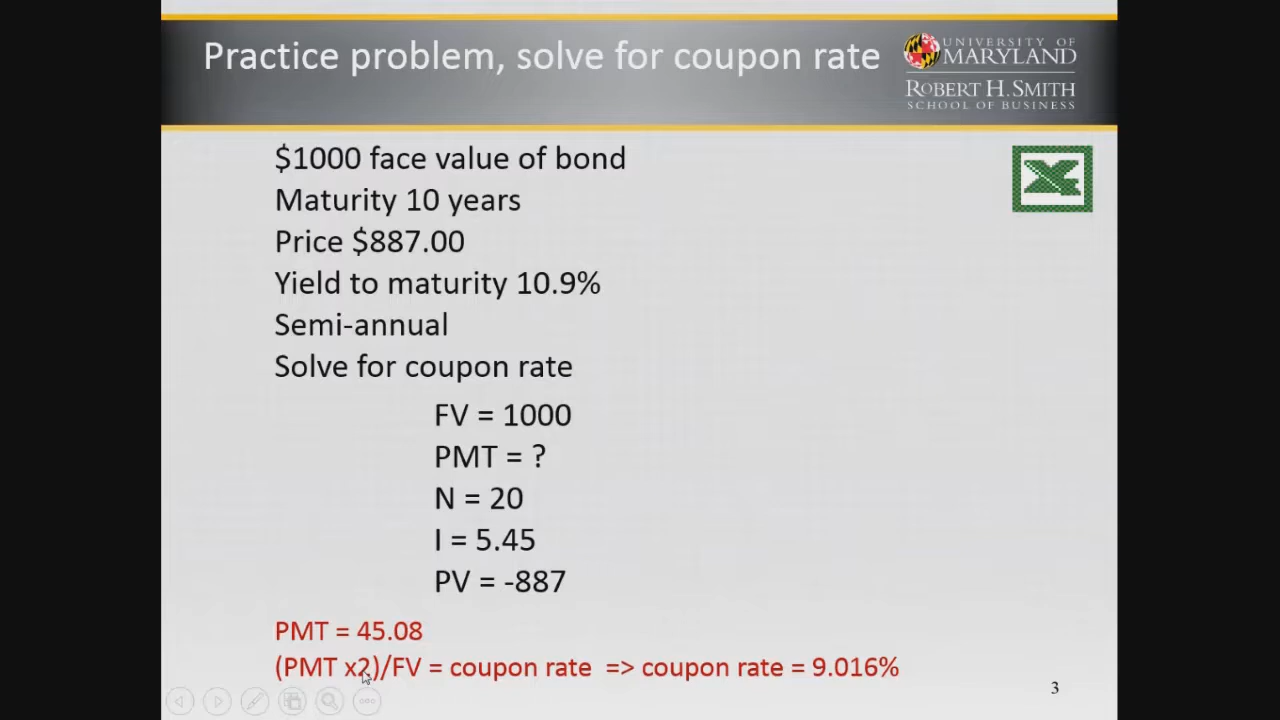 Practice problem, solve for coupon rate
UNIVERSITY OF
MARYLAND
ROBERT H. SMITH
SCHOOL OF BUSINESS
$1000 face value of bond
Maturity 10 years
Price $887.00
Yield to maturity 10.9%
Semi-annual
Solve for coupon rate
FV = 1000
PMT = ?
N = 20
I = 5.45
PV = -887
PMT = 45.08
(PMT x2)/FV = coupon rate => coupon rate = 9.016%
3